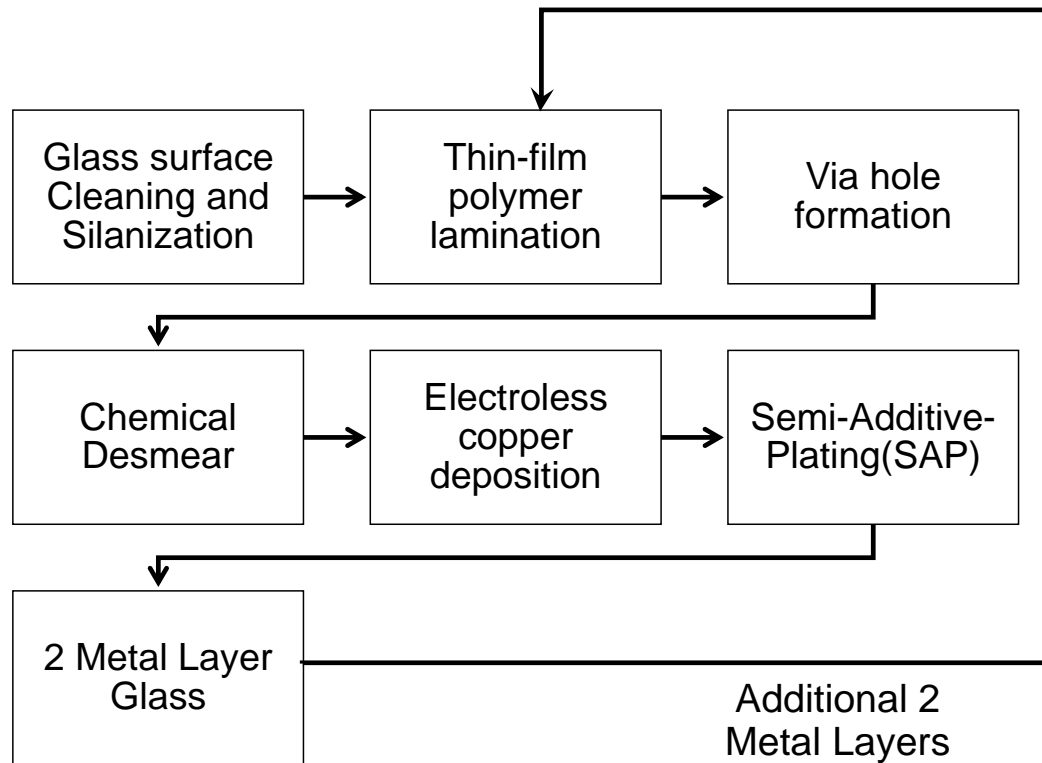 Glass surface
Cleaning and
Silanization
Thin-film
polymer
lamination
Via hole
formation
Chemical
Desmear
Electroless
copper
deposition
Semi-Additive-
Plating(SAP)
2 Metal Layer
Glass
Additional 2
Metal Layers